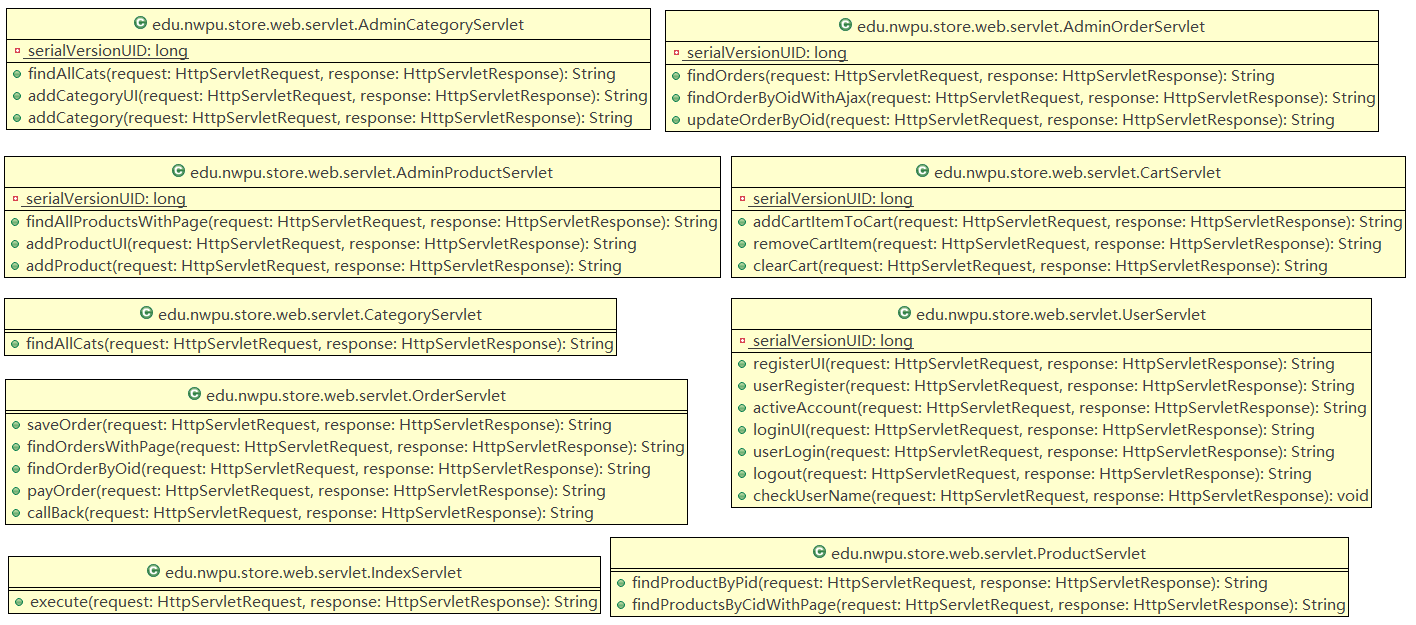 edu.nwpu.store.web.servlet.AdminCategoryServlet
serialVersionUID: long
findAllCats(request: HttpServletRequest, response: HttpServletResponse): String
addCategoryUI(request: HttpServletRequest, response: HttpServletResponse): String
addCategory(request: HttpServletRequest, response: HttpServletResponse): String
edu.nwpu.store.web.servlet.AdminOrderServlet
serialVersionUID: long
findOrders(request: HttpServletRequest, response: HttpServletResponse): String
findOrderByOidWithAjax(request: HttpServletRequest, response: HttpServletResponse): String
updateOrderByOid(request: HttpServletRequest, response: HttpServletResponse): String
edu.nwpu.store.web.servlet.AdminProductServlet
serialVersionUID: long
findAllProductsWithPage(request: HttpServletRequest, response: HttpServletResponse): String
addProductUI(request: HttpServletRequest, response: HttpServletResponse): String
addProduct(request: HttpServletRequest, response: HttpServletResponse): String
edu.nwpu.store.web.servlet.CartServlet
serialVersionUID: long
addCartItemToCart(request: HttpServletRequest, response: HttpServletResponse): String
removeCartItem(request: HttpServletRequest, response: HttpServletResponse): String
clearCart(request: HttpServletRequest, response: HttpServletResponse): String
edu.nwpu.store.web.servlet.CategoryServlet
findAllCats(request: HttpServletRequest, response: HttpServletResponse): String
edu.nwpu.store.web.servlet.UserServlet
serialVersionUID: long
registerUI(request: HttpServletRequest, response: HttpServletResponse): String
userRegister(request: HttpServletRequest, response: HttpServletResponse): String
activeAccount(request: HttpServletRequest, response: HttpServletResponse): String
loginUI(request: HttpServletRequest, response: HttpServletResponse): String
userLogin(request: HttpServletRequest, response: HttpServletResponse): String
logout(request: HttpServletRequest, response: HttpServletResponse): String
checkUserName(request: HttpServletRequest, response: HttpServletResponse): void
edu.nwpu.store.web.servlet.OrderServlet
saveOrder(request: HttpServletRequest, response: HttpServletResponse): String
findOrdersWithPage(request: HttpServletRequest, response: HttpServletResponse): String
findOrderByOid(request: HttpServletRequest, response: HttpServletResponse): String
payOrder(request: HttpServletRequest, response: HttpServletResponse): String
callBack(request: HttpServletRequest, response: HttpServletResponse): String
edu.nwpu.store.web.servlet.IndexServlet
execute(request: HttpServletRequest, response: HttpServletResponse): String
edu.nwpu.store.web.servlet.ProductServlet
findProductByPid(request: HttpServletRequest, response: HttpServletResponse): String
findProductsByCidWithPage(request: HttpServletRequest, response: HttpServletResponse): String